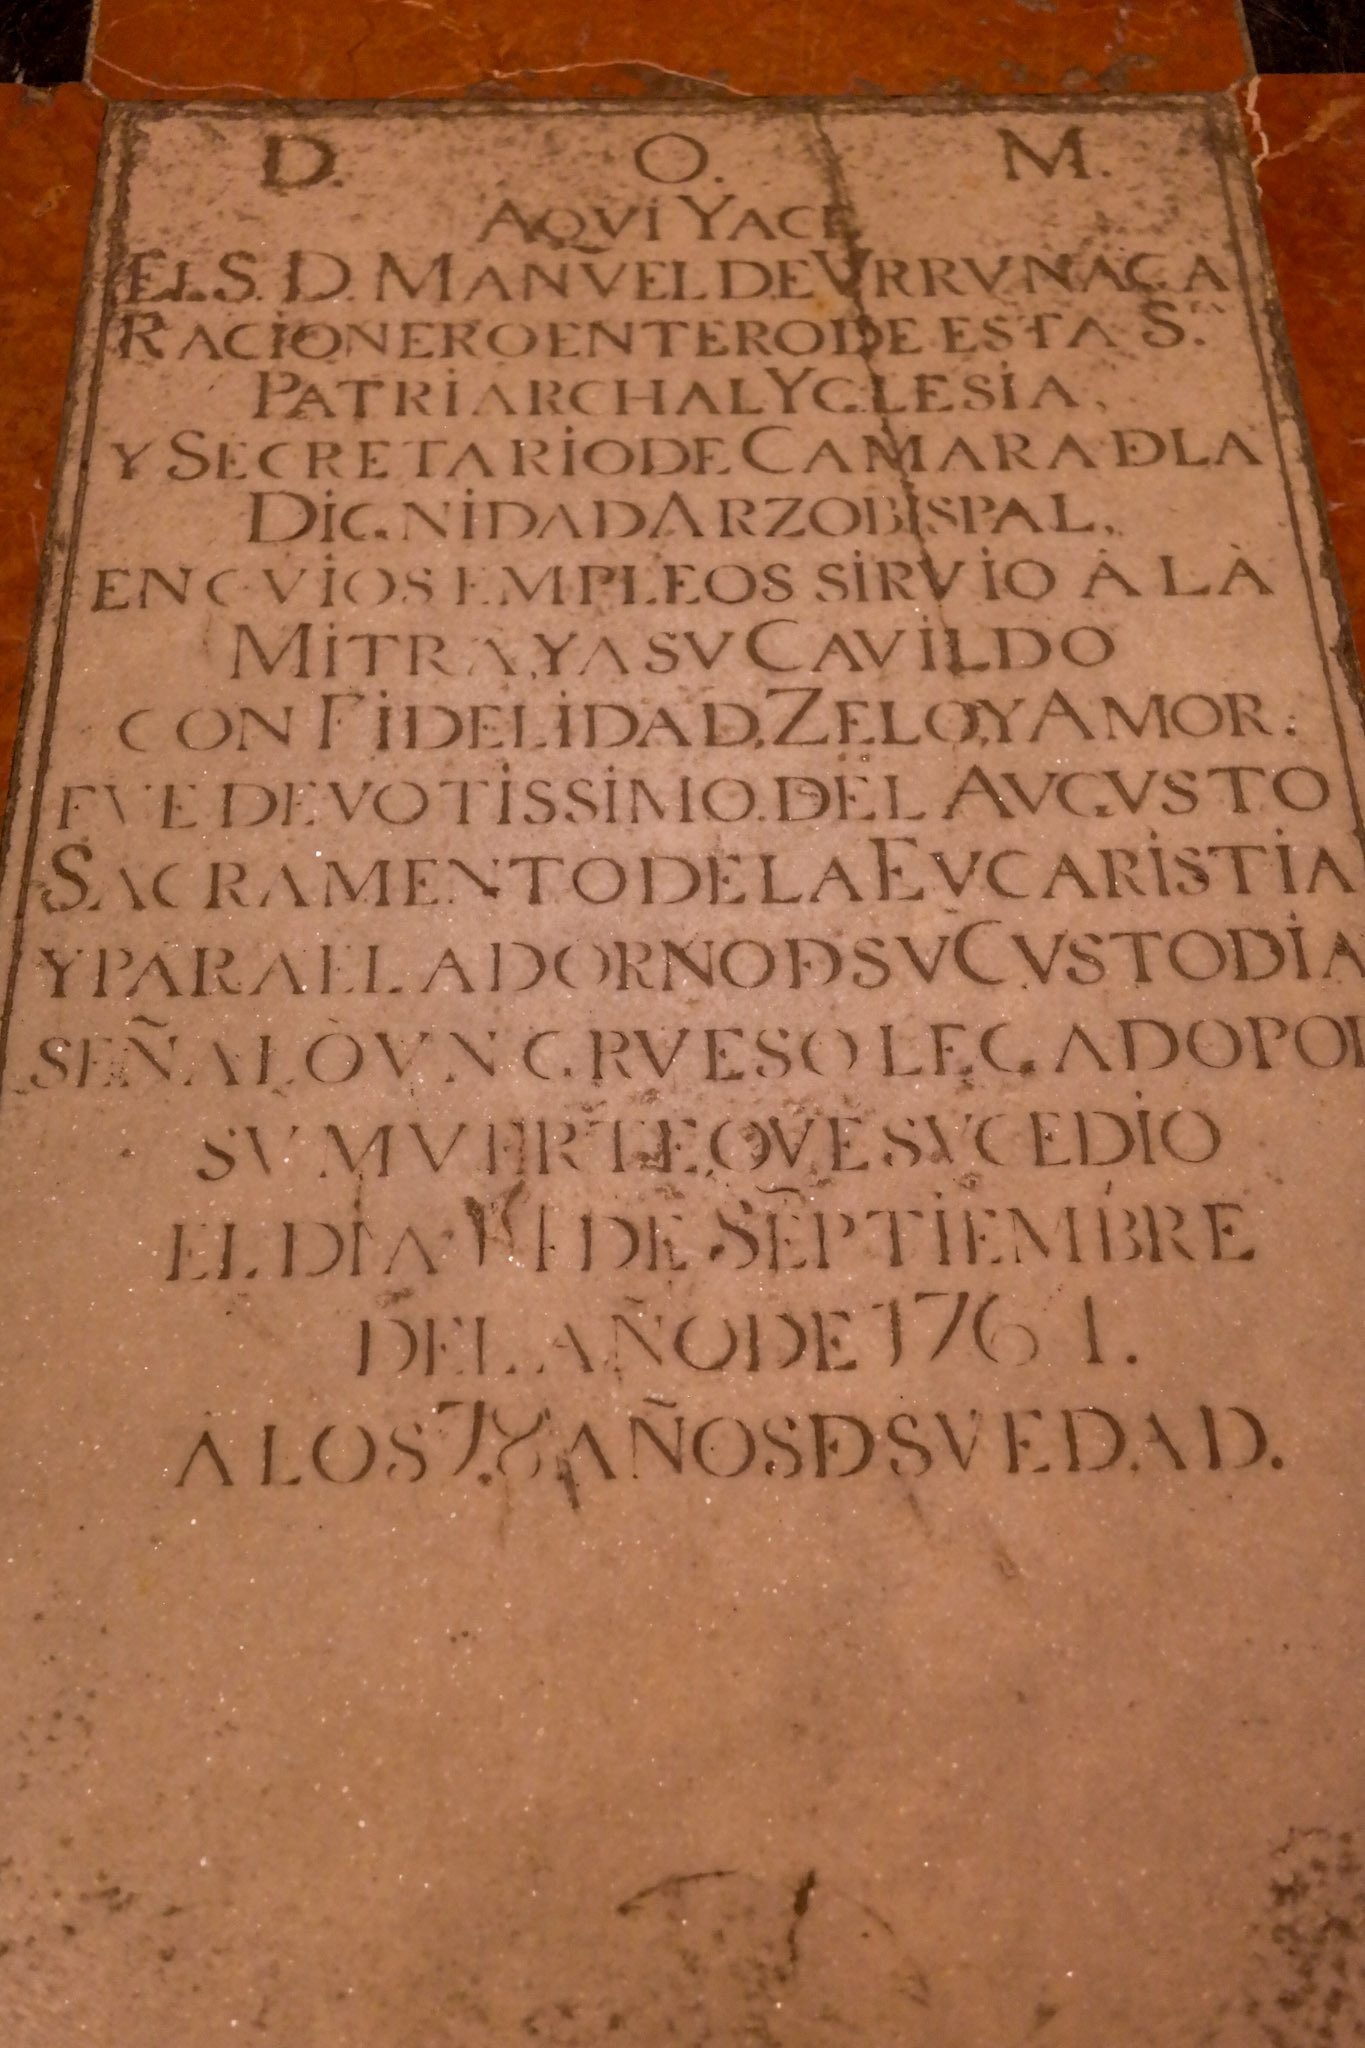 D. O. M.
AQVI YACE
EL S. D. MANVEL DE VRRVNAGA
RACIONERO ENTERO DE ESTA S.TA
PATRIARCHAL YGLESIA,
Y SECRETARIO DE CAMARA D LA
DIGNIDAD ARZOBISPAL,
EN CVIOS EMPLEOS SIRVIO À LÀ
MITRA, Y A SV CAVILDO
CON FIDELIDAD, ZELO, Y AMOR:
FVE DEVOTISSIMO DEL AVGVSTO
SACRAMENTO DE LA EVCARISTIA
Y PARA EL ADORNO D SV CVSTODIA
SEÑALÒ VN GRVESO LEGADO POR
SV MVERTE, QVE SVCEDIO
EL DIA DE SEPTIEMBRE
DEL AÑO DE 1761.
A LOS 78 AÑOS D SV EDAD.